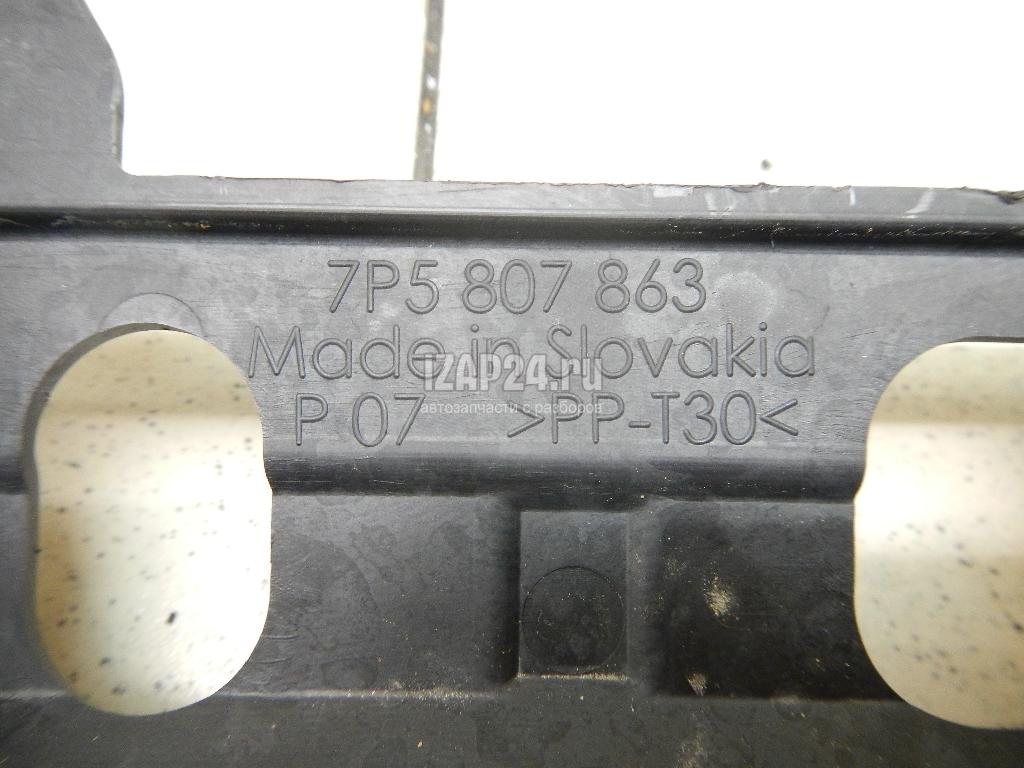 7P5 807 863
Made in Slovakia
IZAP24.ru
автозапчасти с разборов
P 07 >PP-T30<